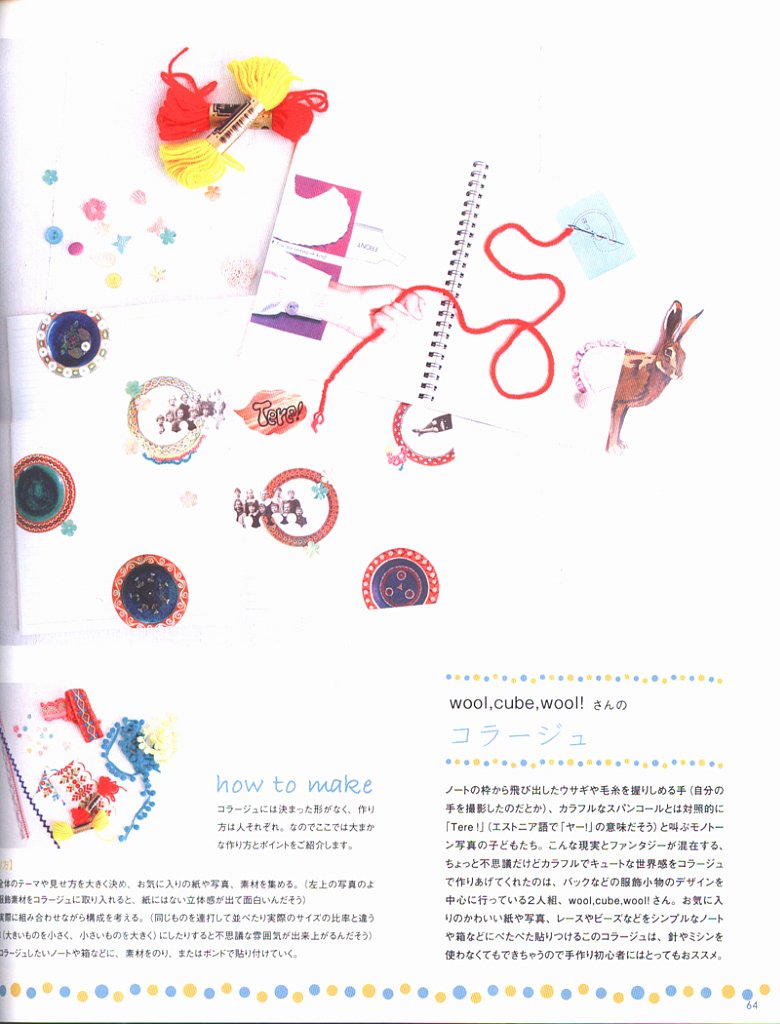 FRONT
Tere!
wool,cube,wool! さんの
コラージュ
how to make
コラージュには決まった形がなく、作り
方は人それぞれ。なのでここでは大まか
な作り方とポイントをご紹介します。
方】
全体のテーマや見せ方を大きく決め、お気に入りの紙や写真、素材を集める。（左上の写真のよ
服飾素材をコラージュに取り入れると、紙にはない立体感が出て面白いんだそう）
実際に組み合わせながら構成を考える。（同じものを連打して並べたり実際のサイズの比率と違う
（大きいものを小さく、小さいものを大きく）にしたりすると不思議な雰囲気が出来上がるんだそう）
コラージュしたいノートや箱などに、素材をのり、またはボンドで貼り付けていく。
ノートの枠から飛び出したウサギや毛糸を握りしめる手（自分の
手を撮影したのだとか）、カラフルなスパンコールとは対照的に
「Tere！」（エストニア語で「ヤー！」の意味だそう）と叫ぶモノトー
ン写真の子どもたち。こんな現実とファンタジーが混在する、
ちょっと不思議だけどカラフルでキュートな世界感をコラージュ
で作りあげてくれたのは、バックなどの服飾小物のデザインを
中心に行っている2人組、wool,cube,wool! さん。お気に入
りのかわいい紙や写真、レースやビーズなどをシンプルなノート
や箱などにぺたぺた貼りつけるこのコラージュは、針やミシンを
使わなくてもできちゃうので手作り初心者にはとってもおススメ。
64